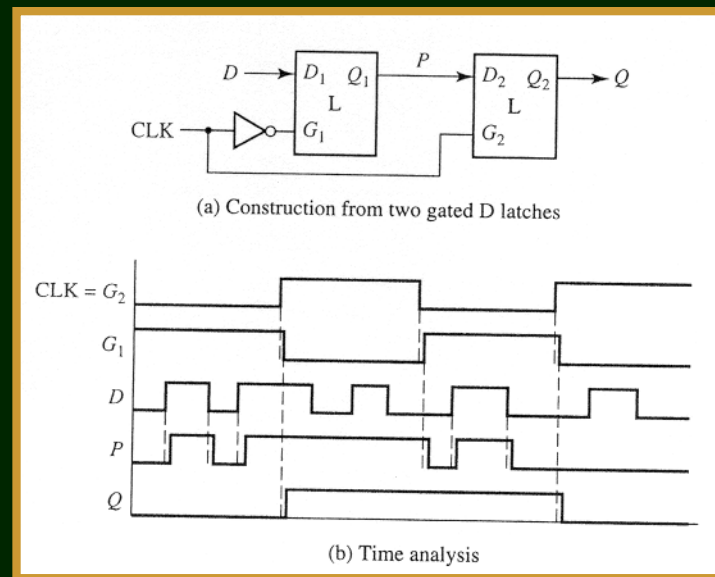 D D₁ Q₁ P D₂ Q₂ Q
L L
CLK G₁ G₂
(a) Construction from two gated D latches
CLK = G₂
G₁
D
P
Q
(b) Time analysis